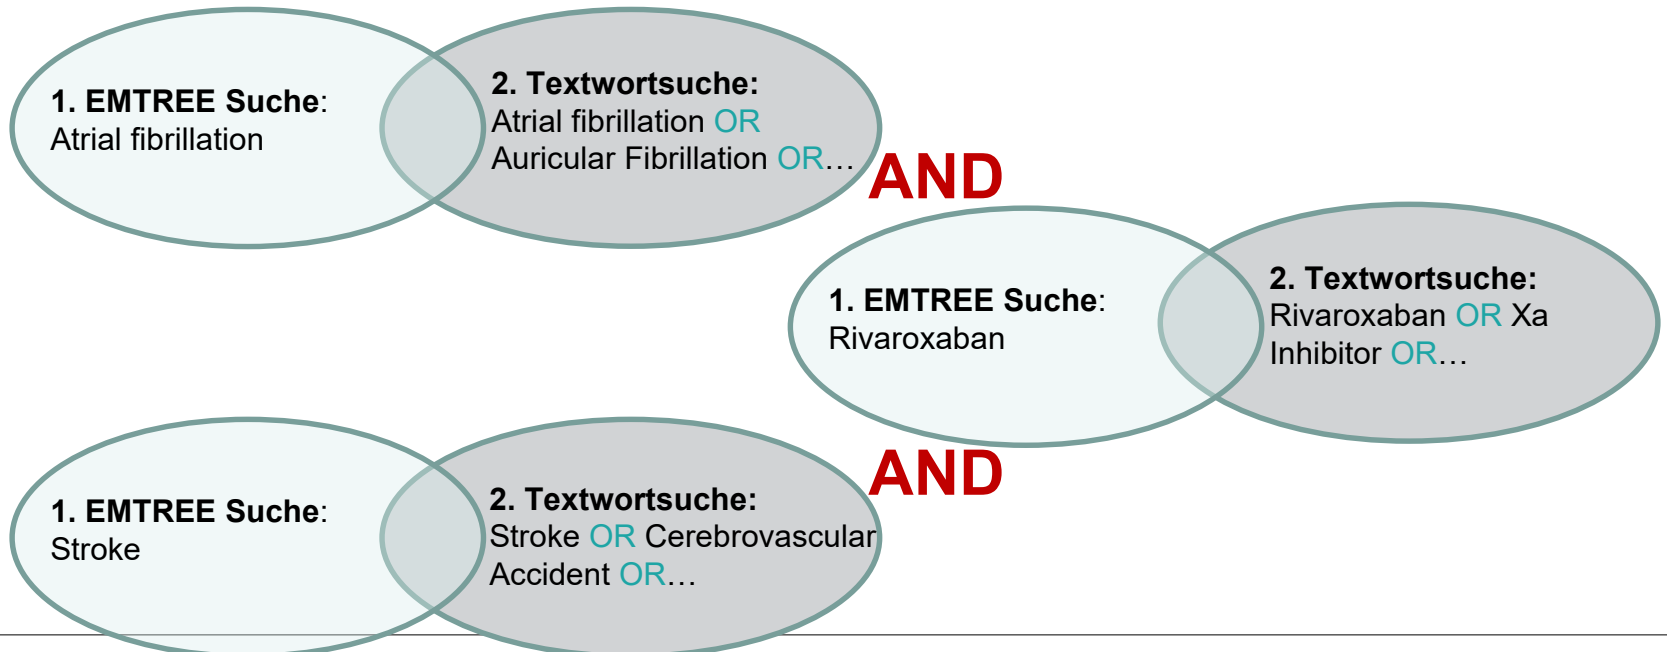 1. EMTREE Suche:
Atrial fibrillation
2. Textwortsuche:
Atrial fibrillation OR
Auricular Fibrillation OR…
AND
1. EMTREE Suche:
Rivaroxaban
2. Textwortsuche:
Rivaroxaban OR Xa
Inhibitor OR…
AND
1. EMTREE Suche:
Stroke
2. Textwortsuche:
Stroke OR Cerebrovascular
Accident OR…